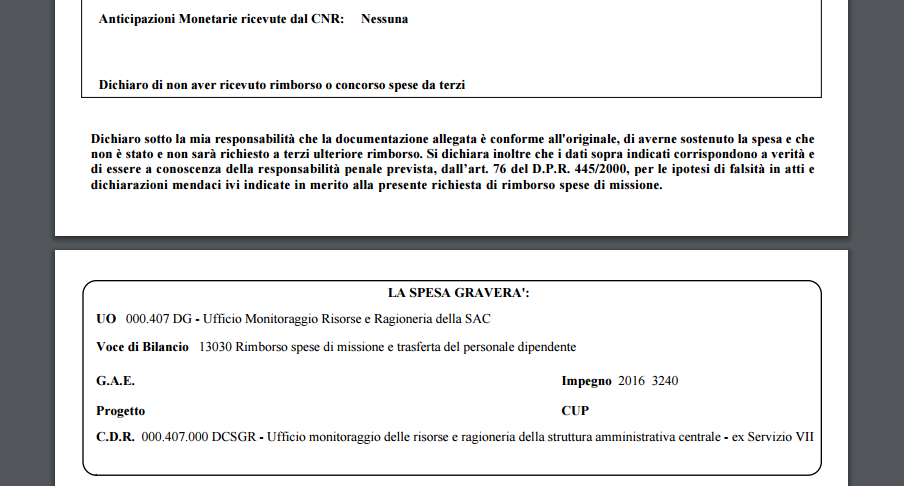 Anticipazioni Monetarie ricevute dal CNR: Nessuna
Dichiaro di non aver ricevuto rimborso o concorso spese da terzi
Dichiaro sotto la mia responsabilità che la documentazione allegata è conforme all'originale, di averne sostenuto la spesa e che
non è stato e non sarà richiesto a terzi ulteriore rimborso. Si dichiara inoltre che i dati sopra indicati corrispondono a verità e
di essere a conoscenza della responsabilità penale prevista, dall’art. 76 del D.P.R. 445/2000, per le ipotesi di falsità in atti e
dichiarazioni mendaci ivi indicate in merito alla presente richiesta di rimborso spese di missione.
LA SPESA GRAVERA':
UO 000.407 DG - Ufficio Monitoraggio Risorse e Ragioneria della SAC
Voce di Bilancio 13030 Rimborso spese di missione e trasferta del personale dipendente
G.A.E. Impegno 2016 3240
Progetto CUP
C.D.R. 000.407.000 DCSGR - Ufficio monitoraggio delle risorse e ragioneria della struttura amministrativa centrale - ex Servizio VII